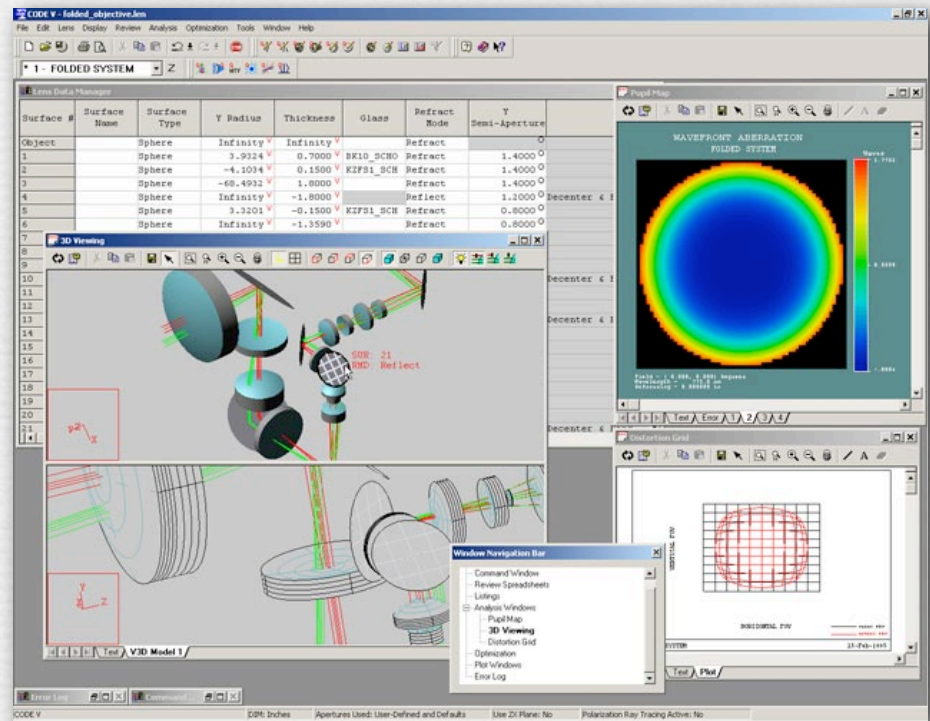 CODE V - folded_objective.len
File Edit Lens Display Review Analysis Optimization Tools Window Help
* 1 - FOLDED SYSTEM
Lens Data Manager
Surface # Surface Name Surface Type Y Radius Thickness Glass Refract Mode Y Semi-Aperture
Object Sphere Infinity V Infinity V Refract O
1 Sphere 3.9324 V 0.7000 V BK10_SCHO Refract 1.4000 O
2 Sphere -4.1034 V 0.1500 V KZFS1_SCH Refract 1.4000 O
3 Sphere -68.4932 V 1.8000 V Refract 1.4000 O
4 Sphere Infinity V -1.8000 V Reflect 1.2000 O Decenter &
5 Sphere 3.3201 V -0.1500 V KZFS1_SCH Refract 0.8000 O
6 Sphere Infinity V -1.3590 V Refract 0.8000 O
7
8
9
10 Decenter &
11
12
13 Decenter &
14
15
16
17
18
19
20
21 Decenter &
3D Viewing
SUR: 21
RMD: Reflect
Text V3D Model 1
Pupil Map
WAVEFRONT ABERRATION
FOLDED SYSTEM
Waves
Text Error 1 2 3 4
Distortion Grid
VERTICAL FOV
HORIZONTAL FOV
Text Plot
Window Navigation Bar
Command Window
Review Spreadsheets
Listings
Analysis Windows
Pupil Map
3D Viewing
Distortion Grid
Optimization
Plot Windows
Error Log
Error Log
Command
CODE V DIM: Inches Apertures Used: User-Defined and Defaults Use ZX Plane: No Polarization Ray Tracing Active: No